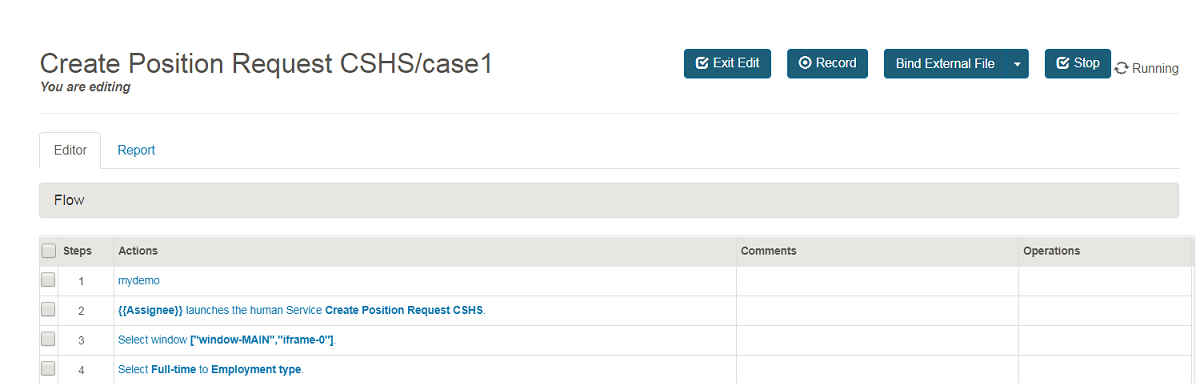 Create Position Request CSHS/case1
Exit Edit
Record
Bind External File
Stop
Running
You are editing
Editor
Report
Flow
Steps Actions Comments Operations
1 mydemo
2 {{Assignee}} launches the human Service Create Position Request CSHS.
3 Select window ["window-MAIN","iframe-0"].
4 Select Full-time to Employment type.